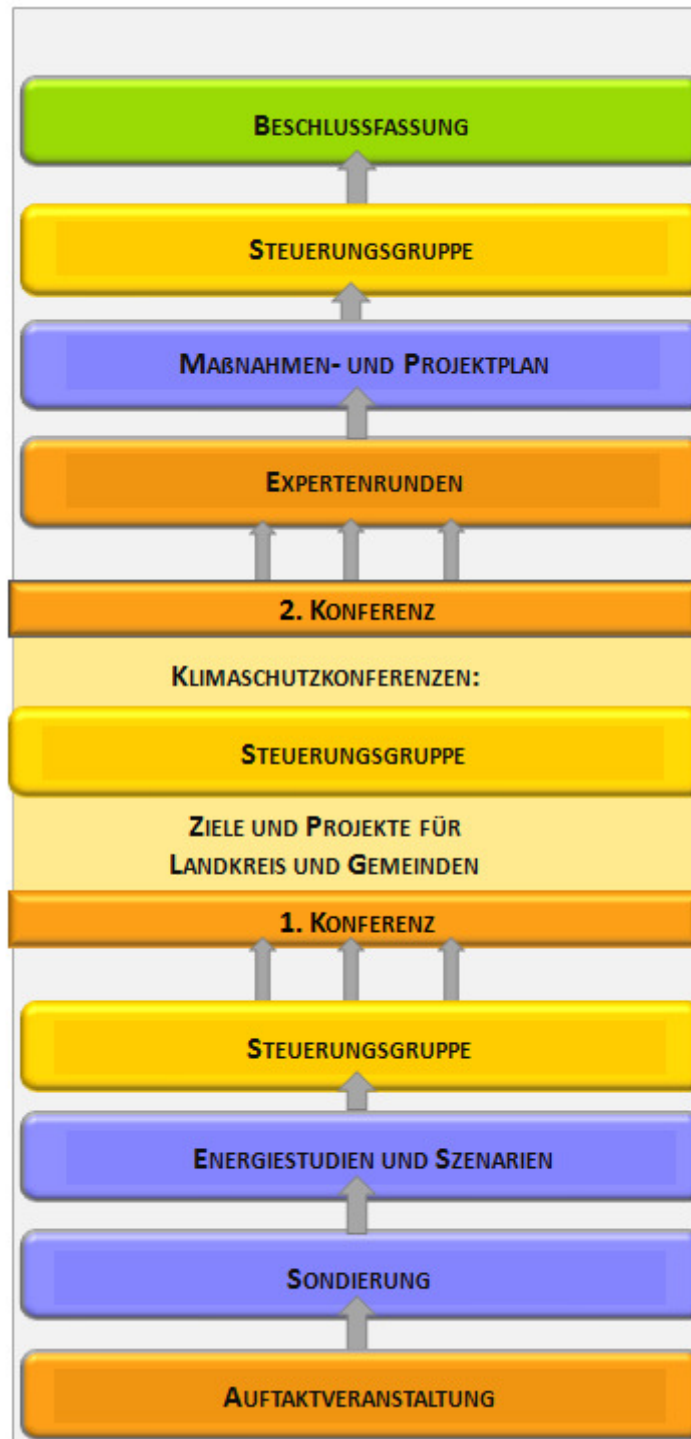 BESCHLUSSFASSUNG
STEUERUNGSGRUPPE
MAßNAHMEN- UND PROJEKTPLAN
EXPERTENRUNDEN
2. KONFERENZ
KLIMASCHUTZKONFERENZEN:
STEUERUNGSGRUPPE
ZIELE UND PROJEKTE FÜR
LANDKREIS UND GEMEINDEN
1. KONFERENZ
STEUERUNGSGRUPPE
ENERGIESTUDIEN UND SZENARIEN
SONDIERUNG
AUFTAKTVERANSTALTUNG